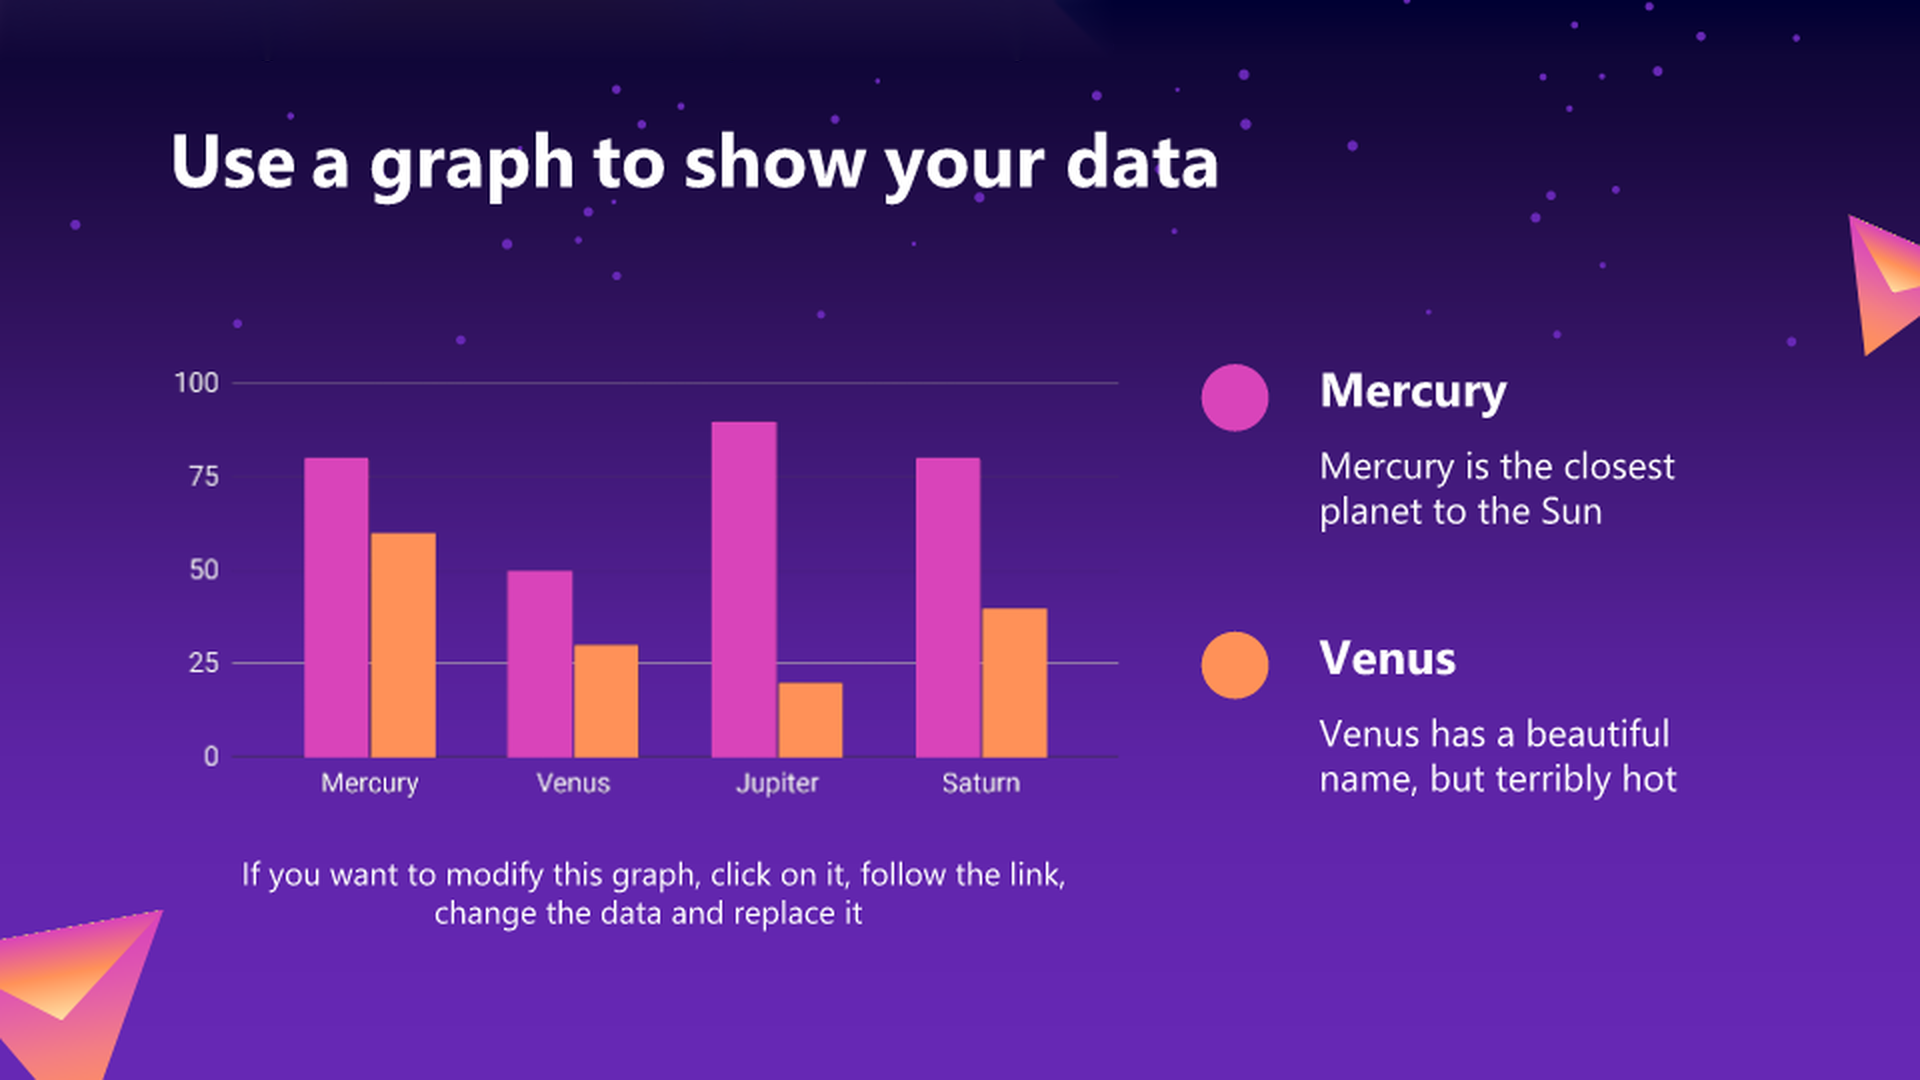 Use a graph to show your data
100
75
50
25
0
Mercury
Venus
Jupiter
Saturn
If you want to modify this graph, click on it, follow the link,
change the data and replace it
Mercury
Mercury is the closest
planet to the Sun
Venus
Venus has a beautiful
name, but terribly hot